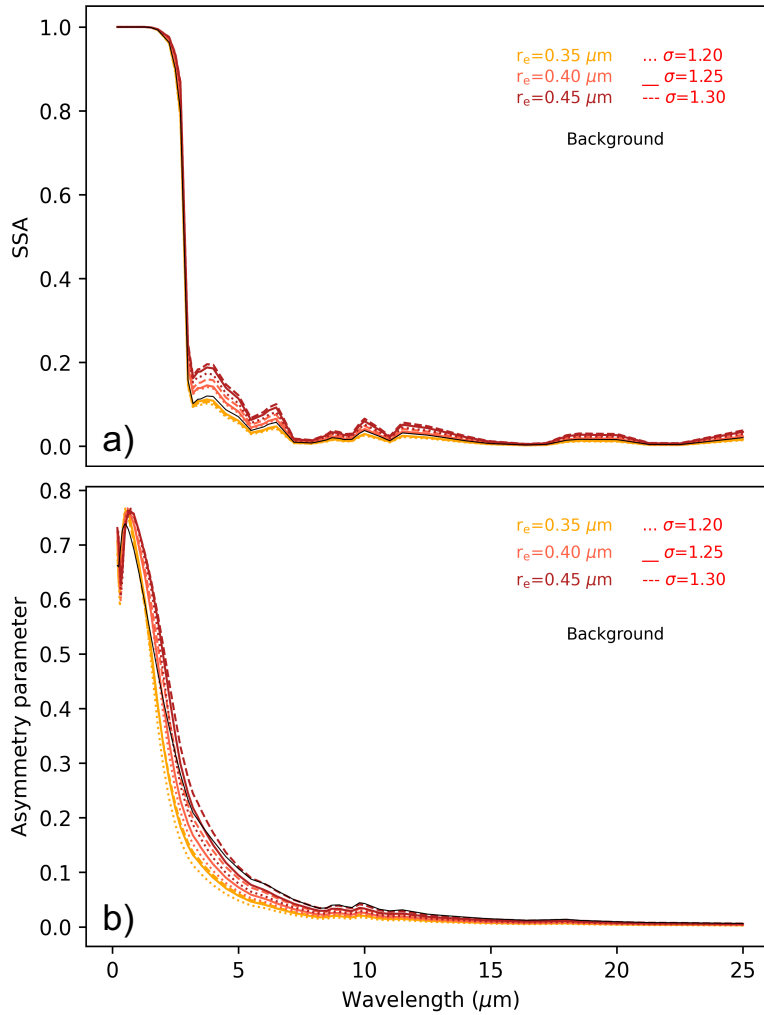 1.0
0.8
0.6
0.4
0.2
0.0
SSA
rₑ=0.35 μm ... σ=1.20
rₑ=0.40 μm __ σ=1.25
rₑ=0.45 μm --- σ=1.30
Background
a)
0.8
0.7
0.6
0.5
0.4
0.3
0.2
0.1
0.0
Asymmetry parameter
rₑ=0.35 μm ... σ=1.20
rₑ=0.40 μm __ σ=1.25
rₑ=0.45 μm --- σ=1.30
Background
b)
0 5 10 15 20 25
Wavelength (μm)